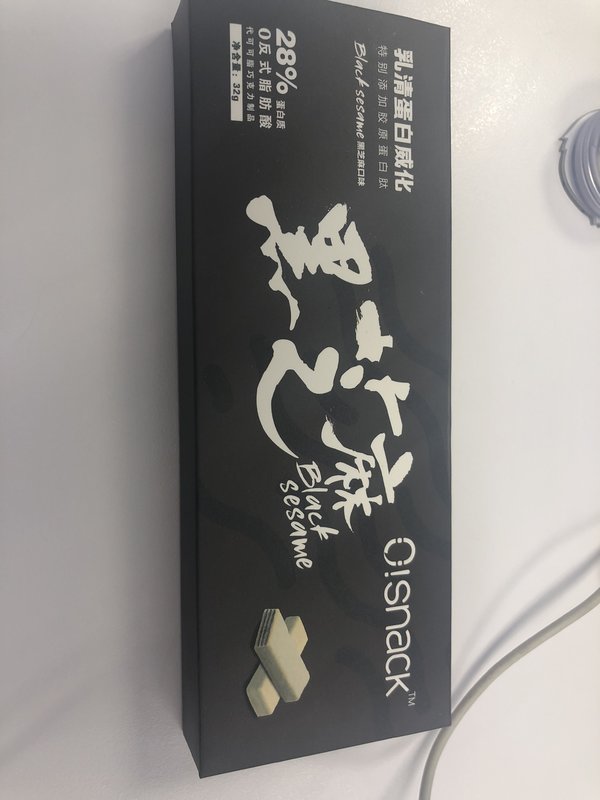 乳清蛋白威化
特别添加胶原蛋白肽
Black sesame 黑芝麻口味
28% 蛋白质
0反式脂肪酸
代可可脂巧克力制品
净含量：32g
黑芝麻
Black
sesame
Oisnack™